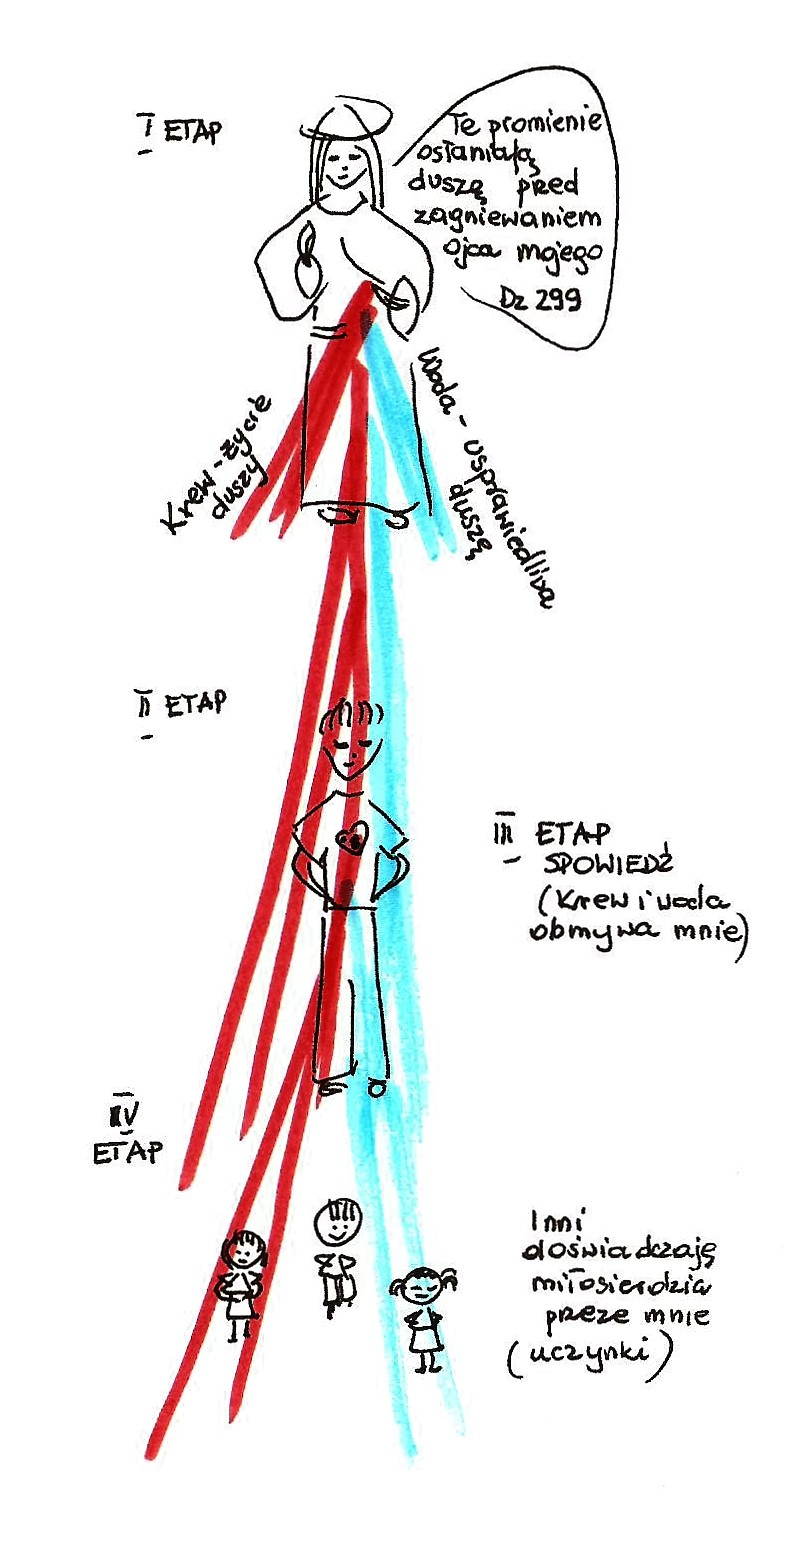 I ETAP
Te promienie
osłaniają
duszę przed
zagniewaniem
Ojca mojego
Dz 299
Krew - życie
duszy
Woda - usprawiedliwa
duszę
II ETAP
III ETAP
SPOWIEDŹ
(Krew i woda
obmywa mnie)
IV
ETAP
Inni
doświadczają
miłosierdzia
przeze mnie
(uczynki)